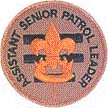 ASSISTANT SENIOR PATROL LEADER